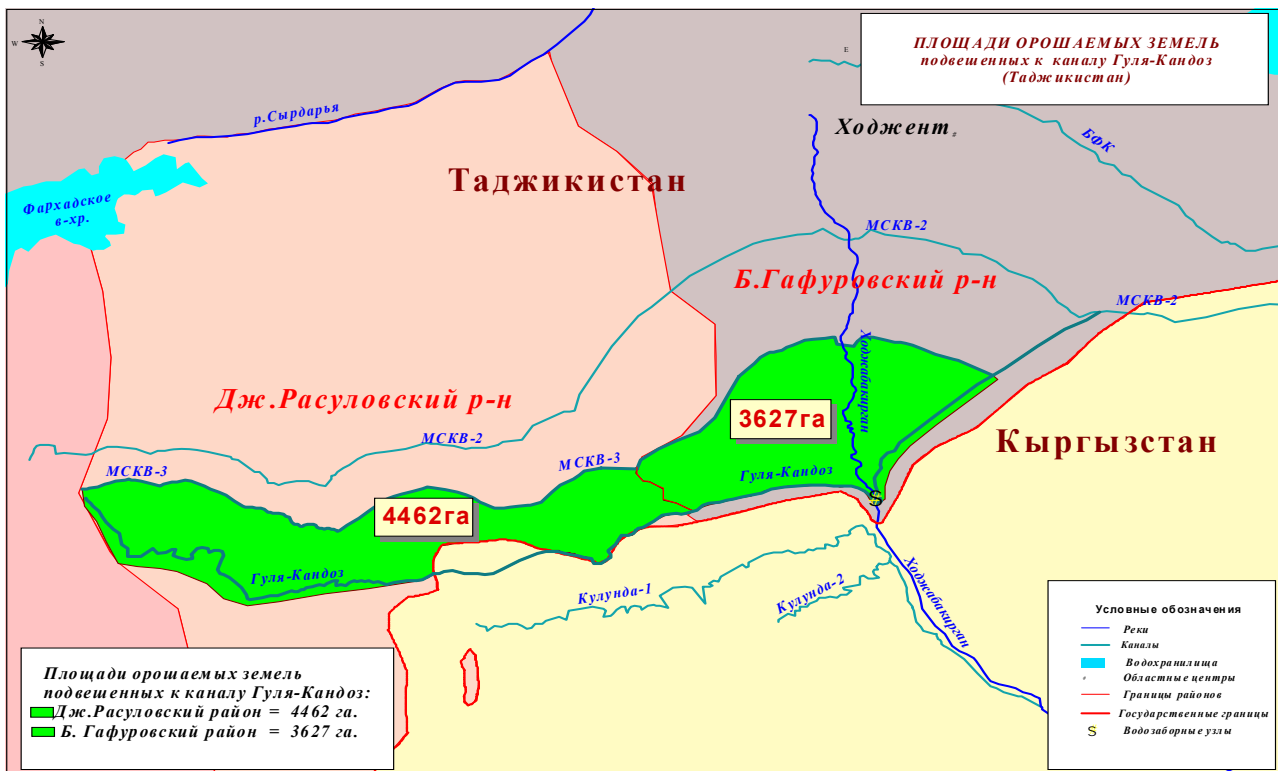 N
W
S
E
ПЛОЩАДИ ОРОШАЕМЫХ ЗЕМЕЛЬ
подвешенных к каналу Гуля-Кандоз
(Таджикистан)
р.Сырдарья
Ходжент
БФК
Таджикистан
Фархадское
в-хр.
МСКВ-2
Б.Гафуровский р-н
МСКВ-2
Ходжабакирган
Дж.Расуловский р-н
3627га
МСКВ-2
Кыргызстан
МСКВ-3
МСКВ-3
Гуля-Кандоз
S
4462га
Гуля-Кандоз
Кулунда-1
Кулунда-2
Ходжабакирган
Площади орошаемых земель
подвешенных к каналу Гуля-Кандоз:
Дж.Расуловский район = 4462 га.
Б. Гафуровский район = 3627 га.
Условные обозначения
Реки
Каналы
Водохранилища
Областные центры
Границы районов
Государственные границы
S Водозаборные узлы